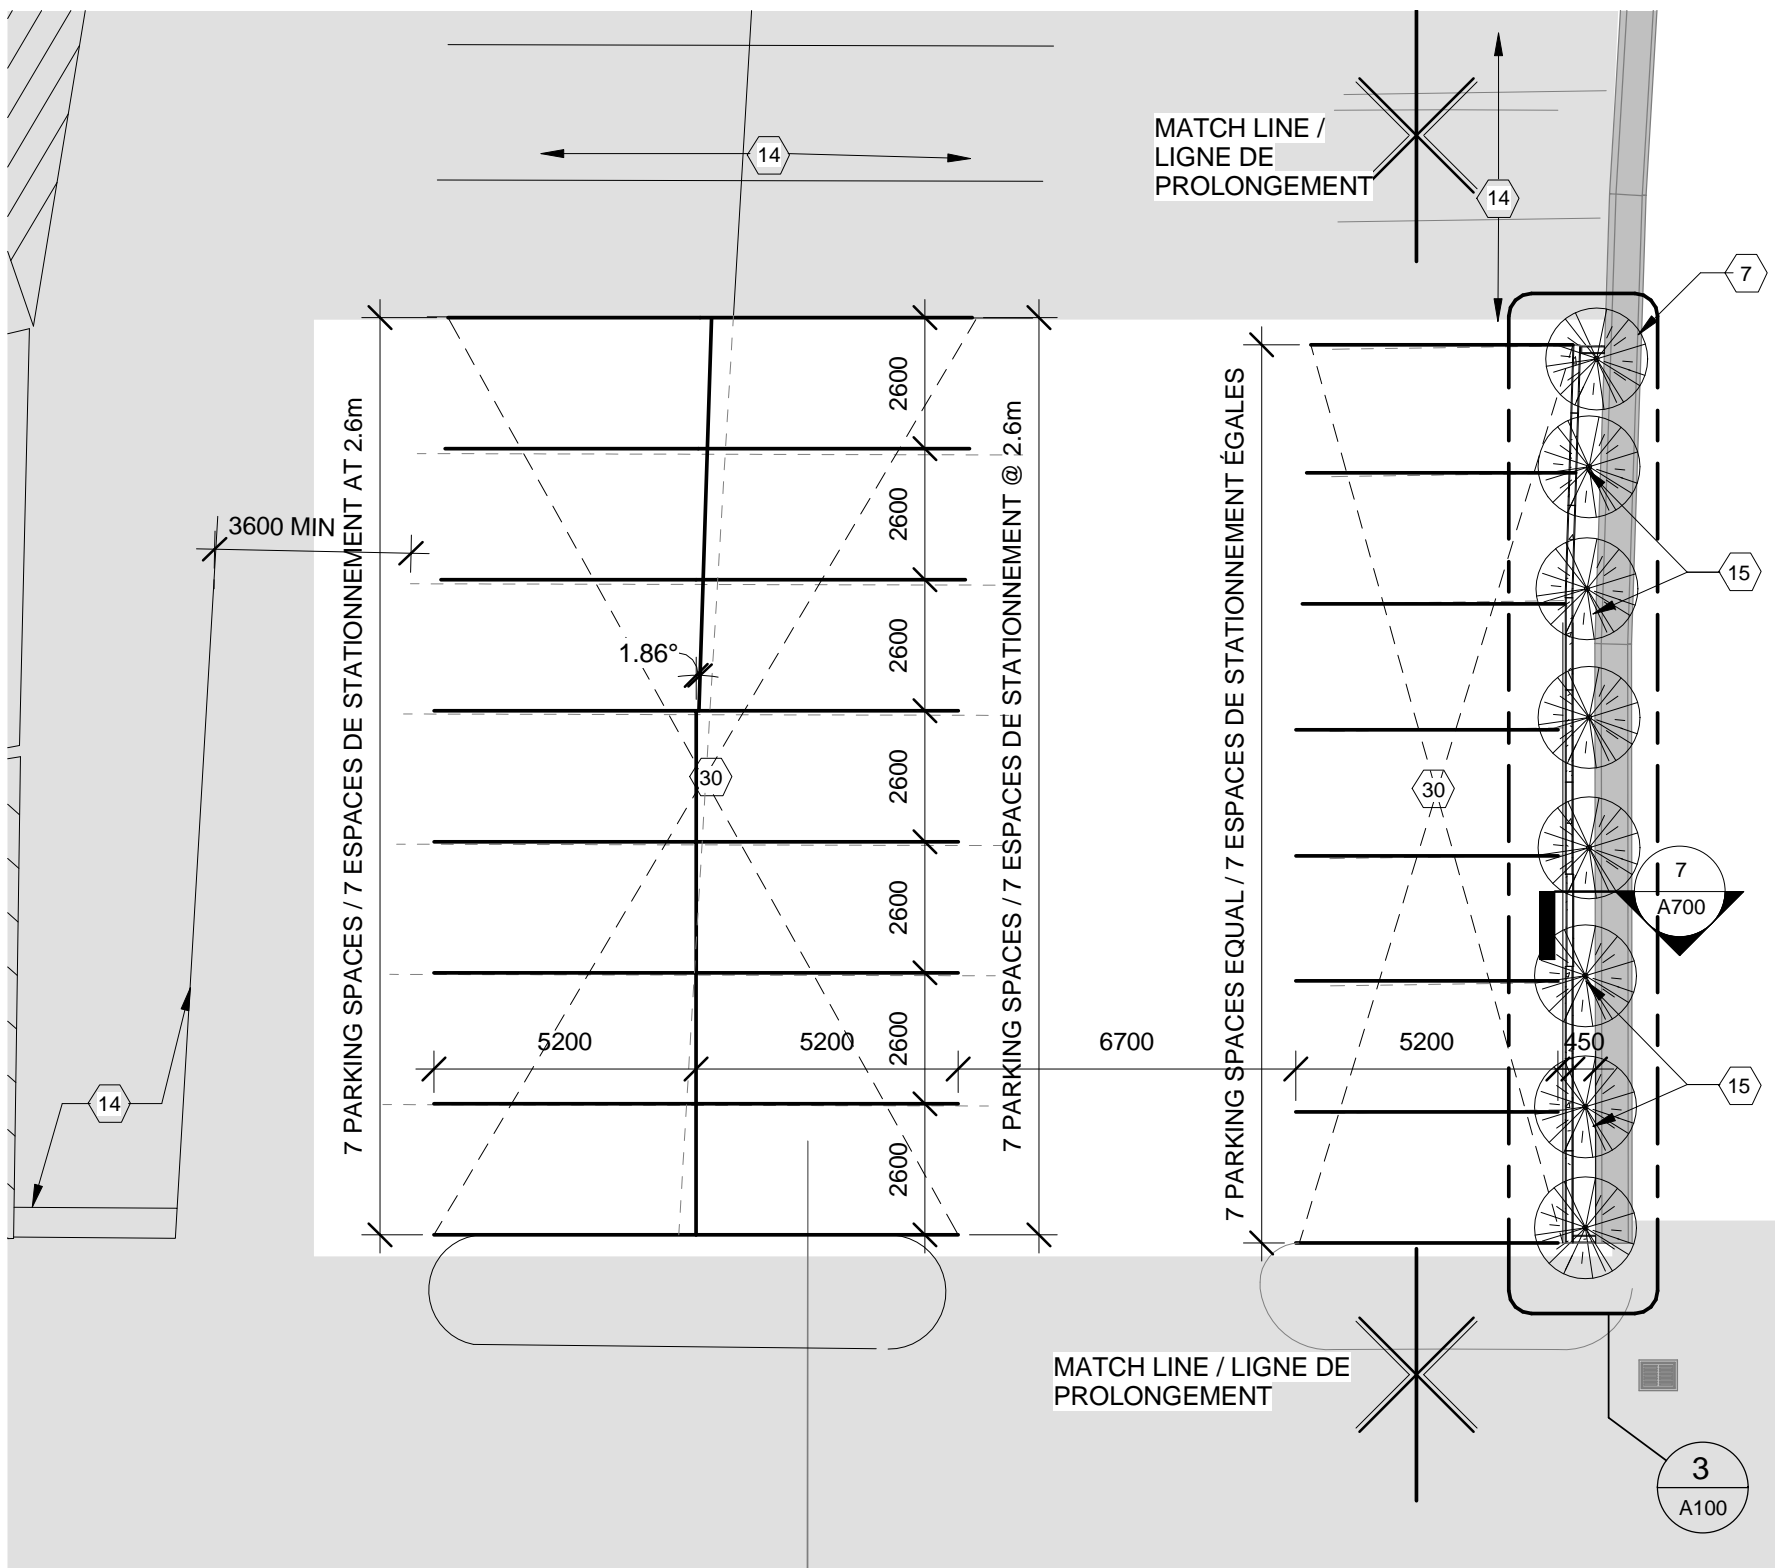 14
MATCH LINE /
LIGNE DE
PROLONGEMENT
14
7
7 PARKING SPACES / 7 ESPACES DE STATIONNEMENT AT 2.6m
2600
2600
2600
2600
2600
2600
2600
7 PARKING SPACES / 7 ESPACES DE STATIONNEMENT @ 2.6m
7 PARKING SPACES EQUAL / 7 ESPACES DE STATIONNEMENT ÉGALES
3600 MIN
15
1.86°
30
30
7
A700
5200
5200
6700
5200
450
15
14
MATCH LINE / LIGNE DE
PROLONGEMENT
3
A100